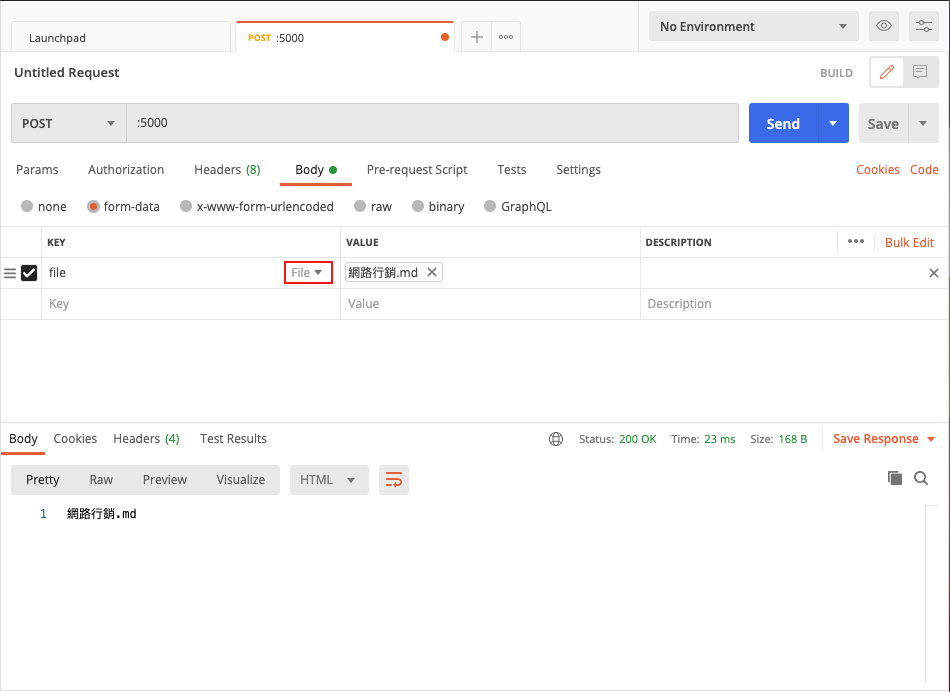 Launchpad
POST :5000
No Environment
Untitled Request
BUILD
POST
:5000
Send
Save
Params
Authorization
Headers (8)
Body
Pre-request Script
Tests
Settings
Cookies
Code
none
form-data
x-www-form-urlencoded
raw
binary
GraphQL
KEY
VALUE
DESCRIPTION
Bulk Edit
file
File
網路行銷.md
Key
Value
Description
Body
Cookies
Headers (4)
Test Results
Status: 200 OK
Time: 23 ms
Size: 168 B
Save Response
Pretty
Raw
Preview
Visualize
HTML
1
網路行銷.md